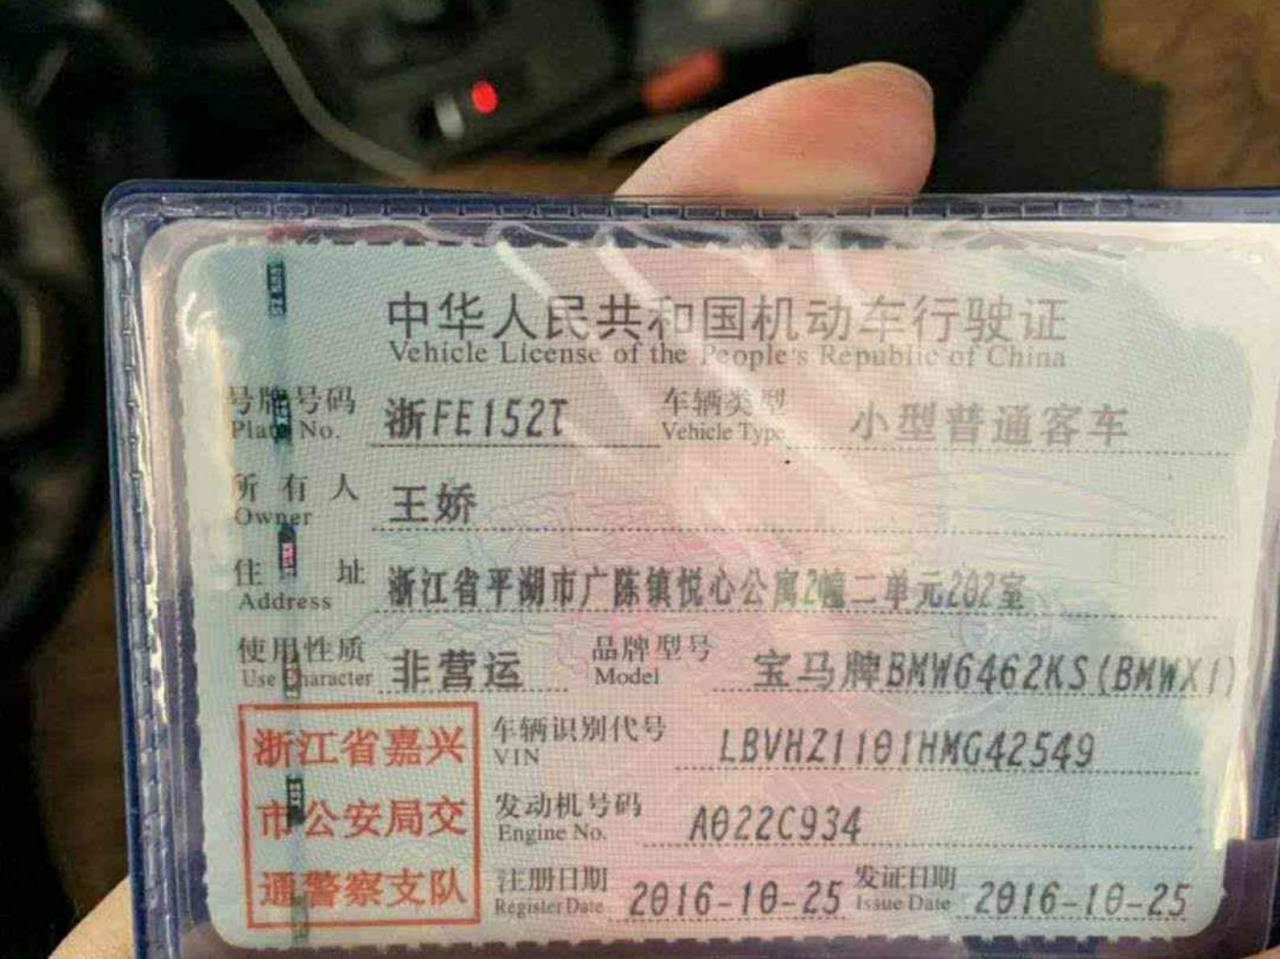 中华人民共和国机动车行驶证
Vehicle License of the People's Republic of China
号牌号码 浙FE152T 车辆类型 小型普通客车
Plate No. Vehicle Type
所有人 王娇
Owner
住址 浙江省平湖市广陈镇悦心公寓2幢二单元202室
Address
使用性质 非营运 品牌型号 宝马牌BMW6462KS(BMWX1)
Use Character Model
浙江省嘉兴
市公安局交
通警察支队
车辆识别代号 LBVHZ1101HMG42549
VIN
发动机号码 A022C934
Engine No.
注册日期 2016-10-25 发证日期 2016-10-25
Register Date Issue Date